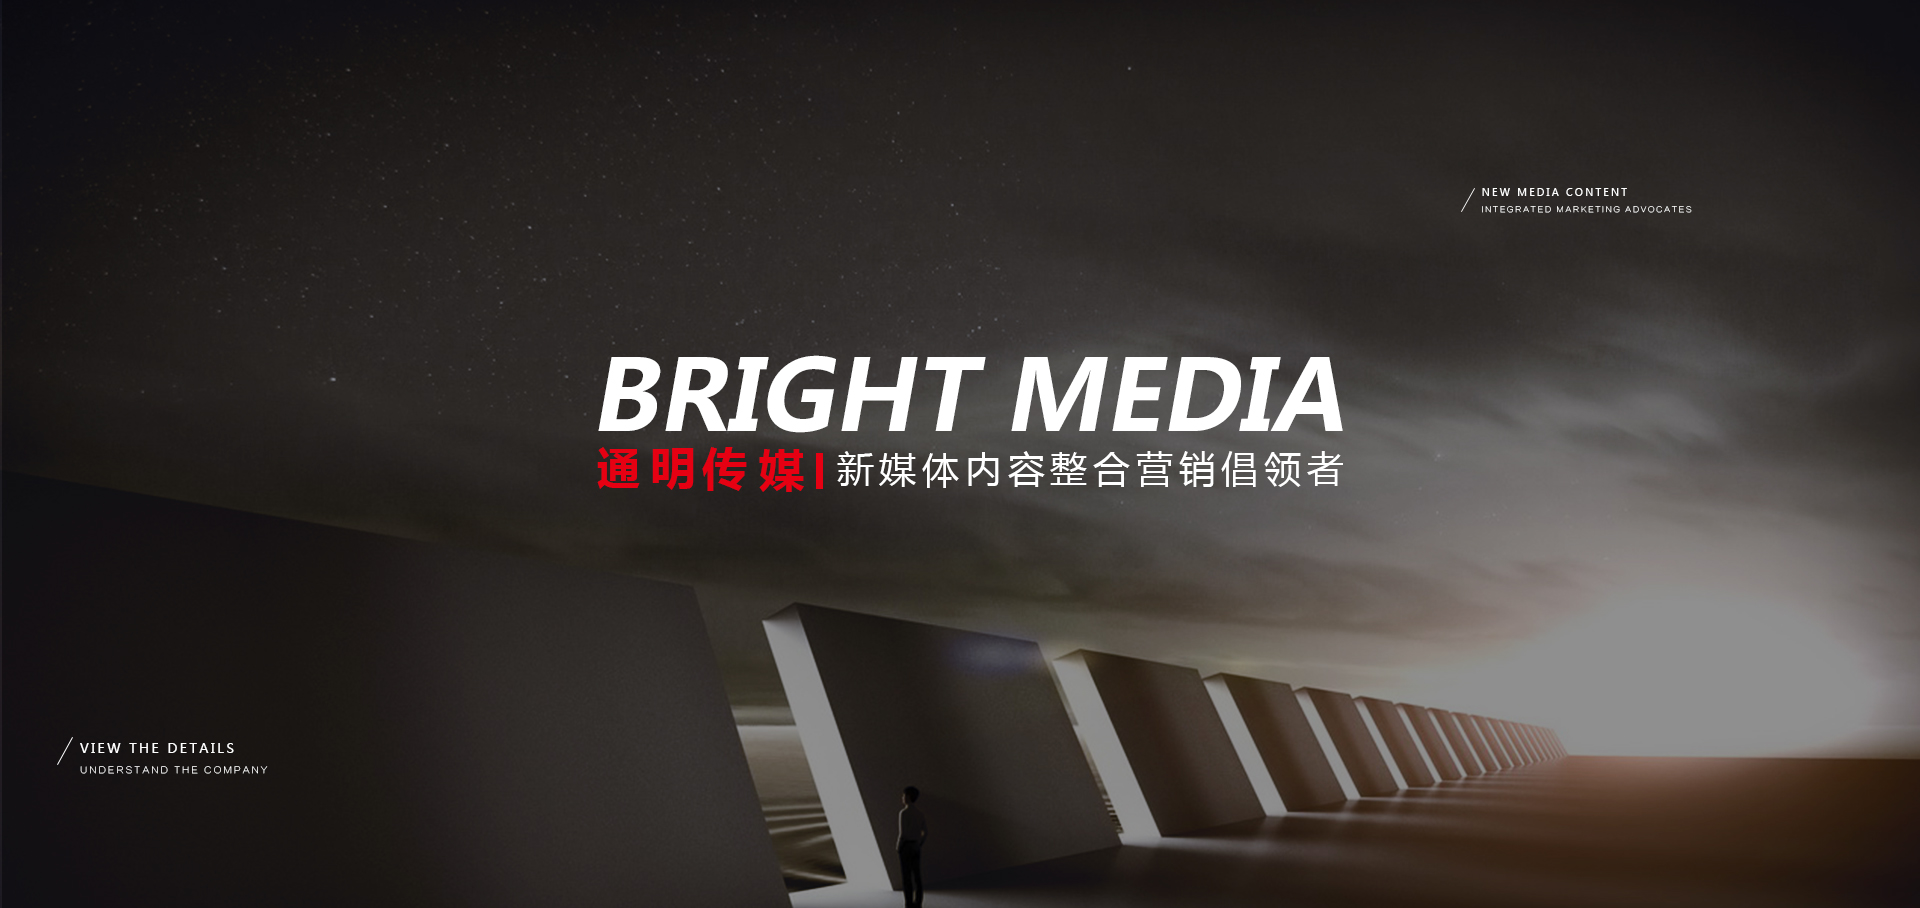 NEW MEDIA CONTENT
INTEGRATED MARKETING ADVOCATES
BRIGHT MEDIA
通明传媒|新媒体内容整合营销倡领者
VIEW THE DETAILS
UNDERSTAND THE COMPANY